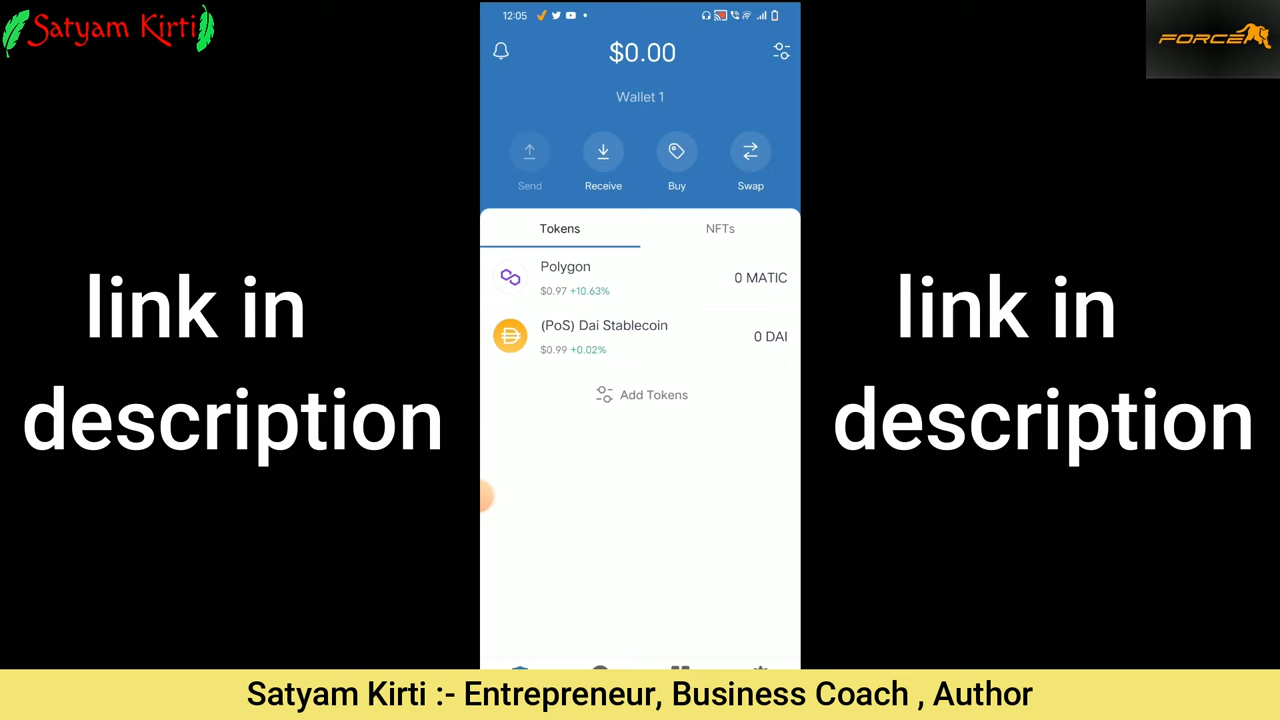 Satyam Kirti
FORCE
12:05
$0.00
Wallet 1
Send
Receive
Buy
Swap
Tokens
NFTs
Polygon
$0.97 +10.63%
0 MATIC
(PoS) Dai Stablecoin
$0.99 +0.02%
0 DAI
Add Tokens
link in
description
link in
description
Satyam Kirti :- Entrepreneur, Business Coach , Author